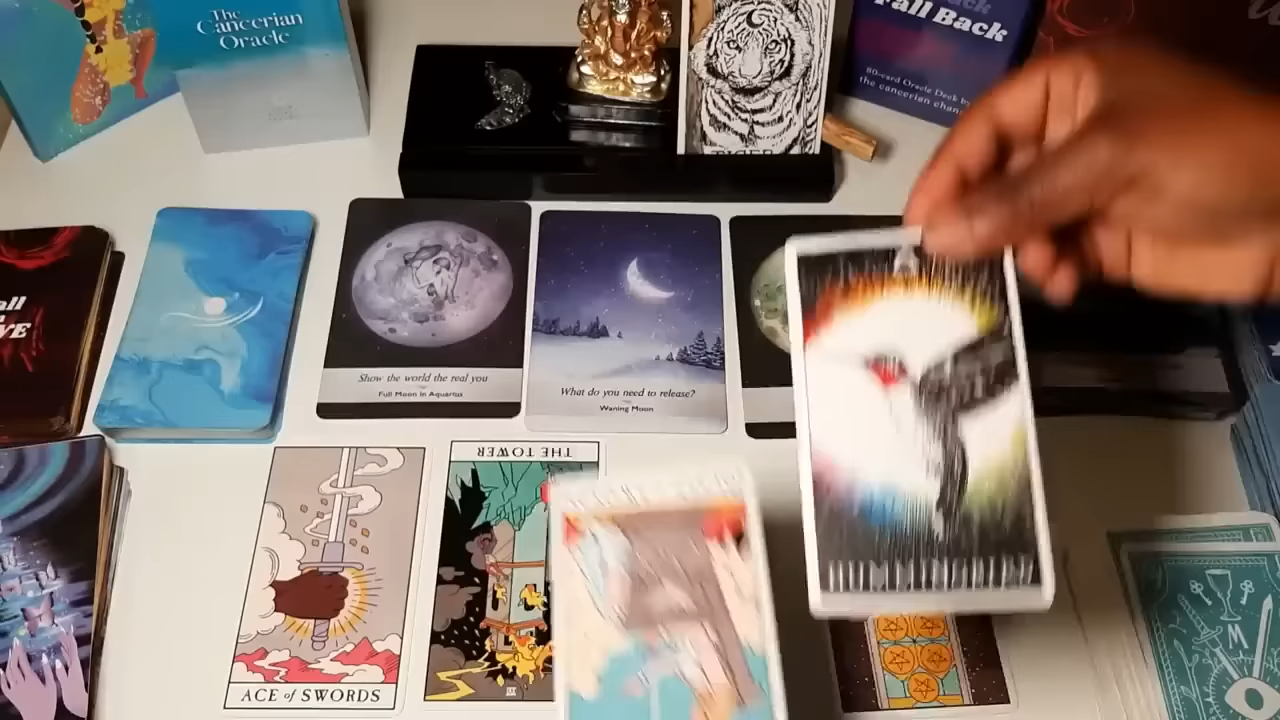 The
Cancerian
Oracle
Fall Back
80-card Oracle Deck by
the cancerian
TIGER
Show the world the real you
Full Moon in Aquarius
What do you need to release?
Waning Moon
THE TOWER
ACE of SWORDS
M